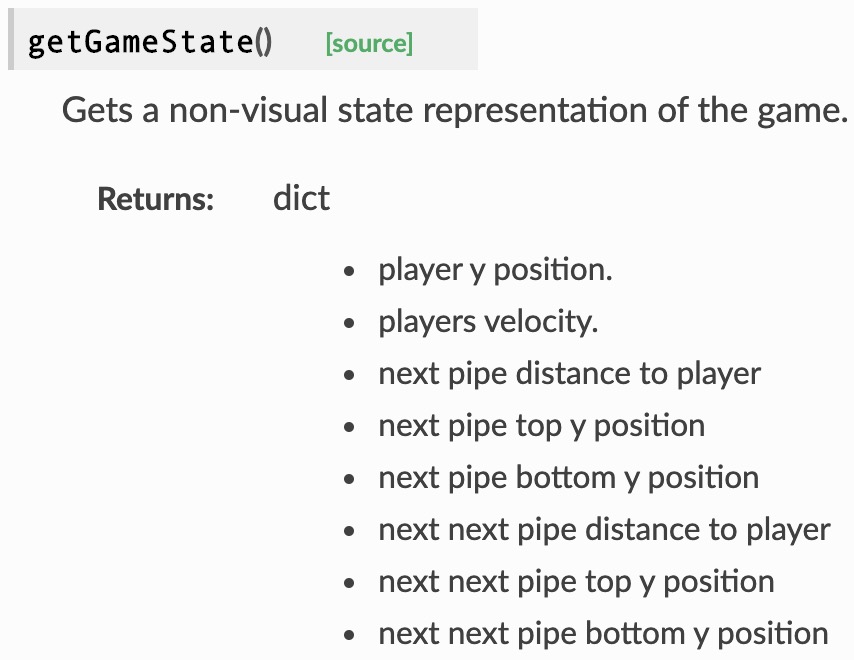 getGameState() [source]
Gets a non-visual state representation of the game.
Returns: dict
• player y position.
• players velocity.
• next pipe distance to player
• next pipe top y position
• next pipe bottom y position
• next next pipe distance to player
• next next pipe top y position
• next next pipe bottom y position